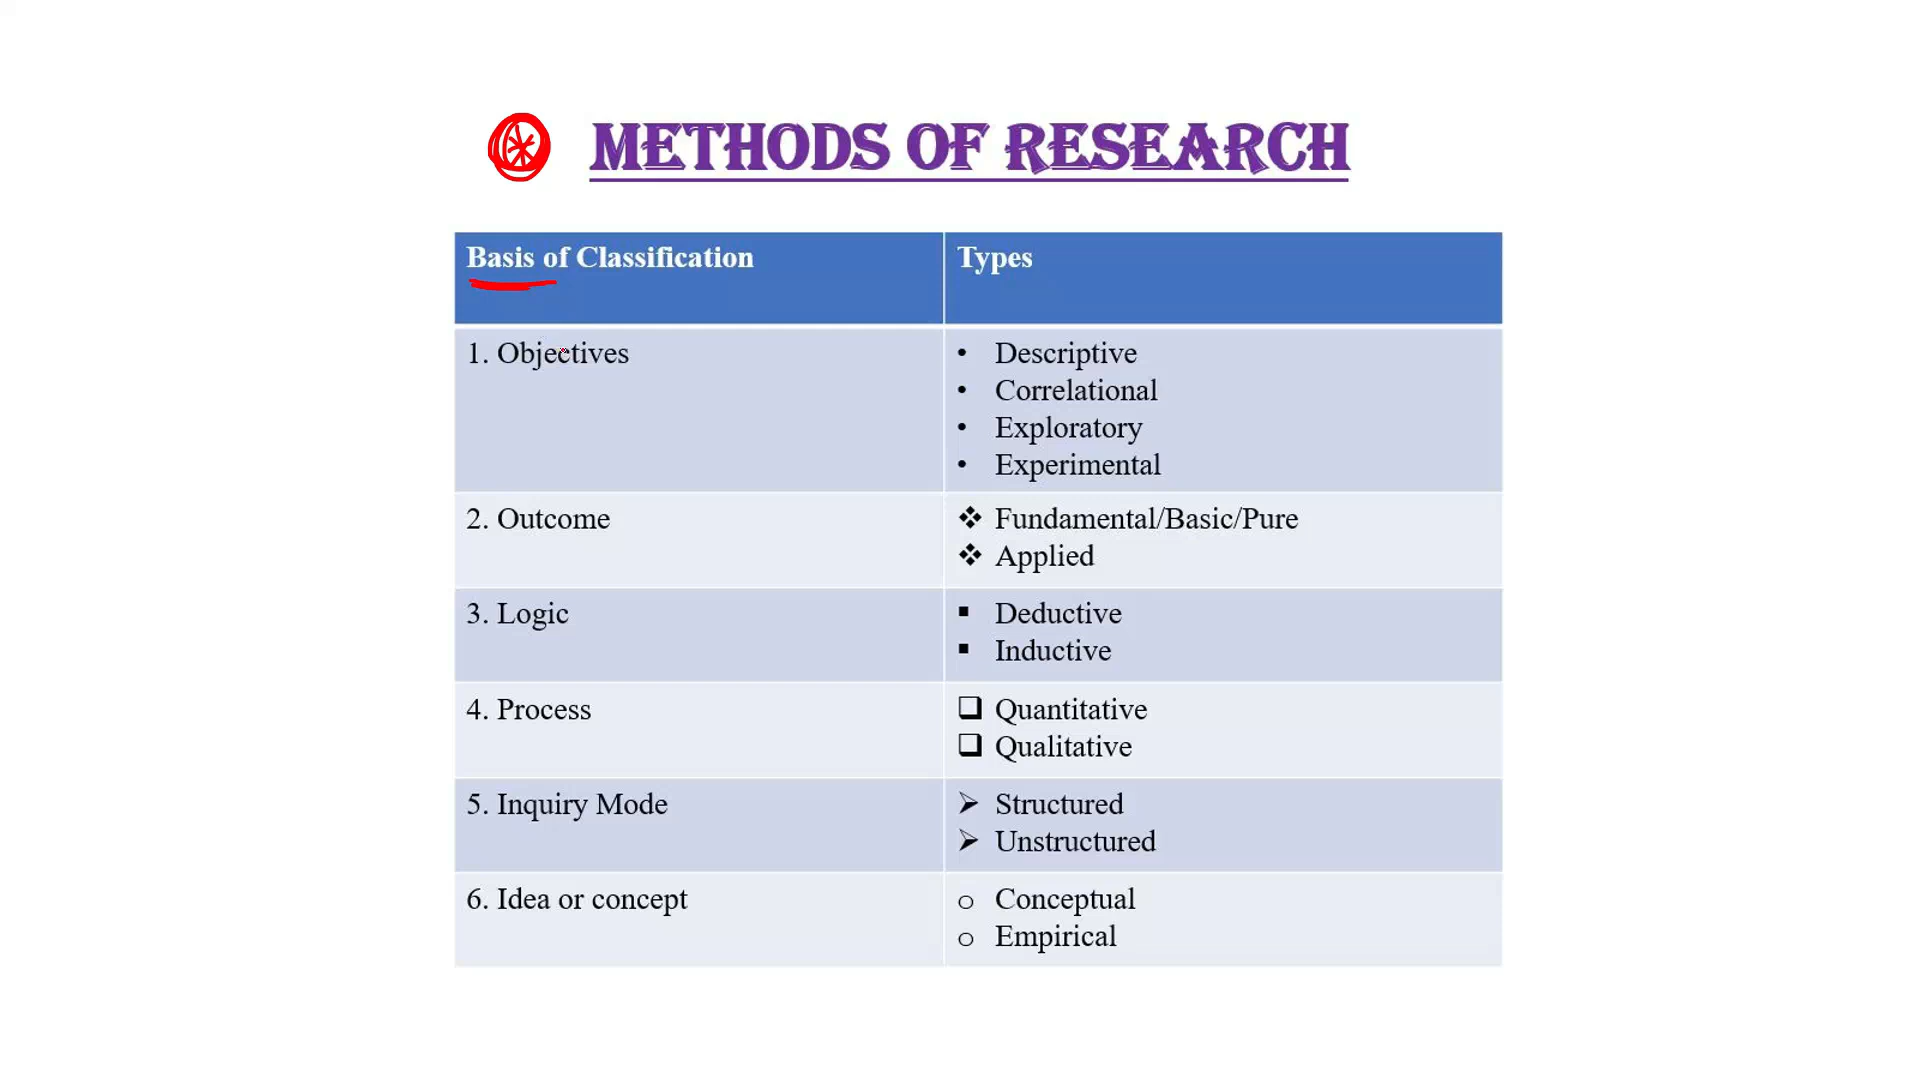 METHODS OF RESEARCH
Basis of Classification
Types
1. Objectives
• Descriptive
• Correlational
• Exploratory
• Experimental
2. Outcome
❖ Fundamental/Basic/Pure
❖ Applied
3. Logic
▪ Deductive
▪ Inductive
4. Process
❑ Quantitative
❑ Qualitative
5. Inquiry Mode
➢ Structured
➢ Unstructured
6. Idea or concept
o Conceptual
o Empirical